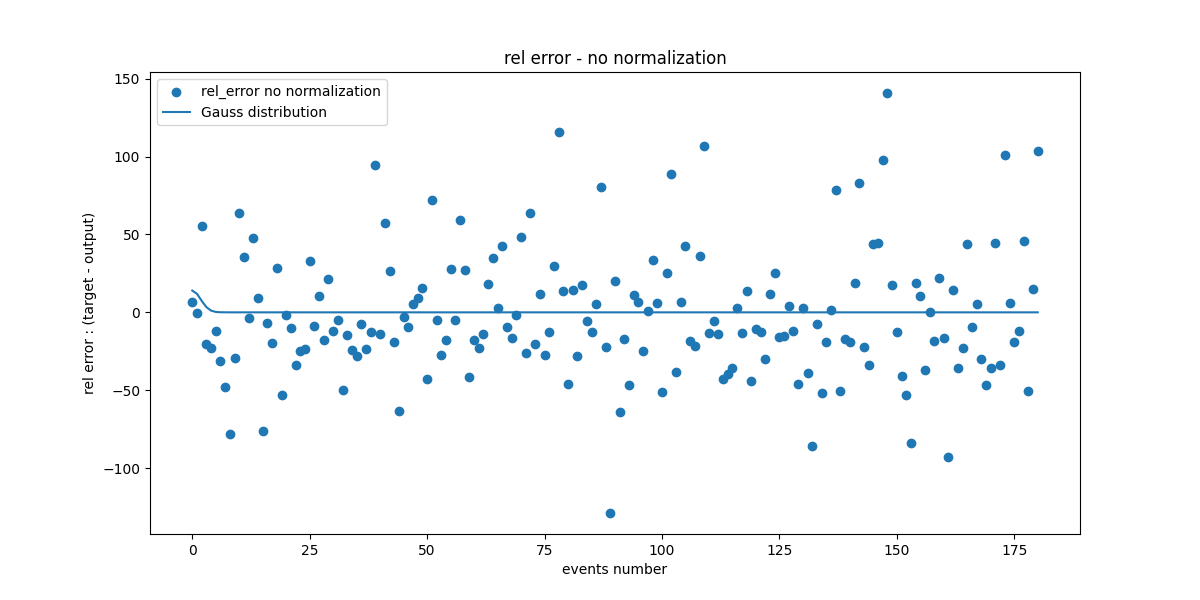 rel error - no normalization
rel_error no normalization
Gauss distribution
rel error : (target - output)
150
100
50
0
−50
−100
0 25 50 75 100 125 150 175
events number